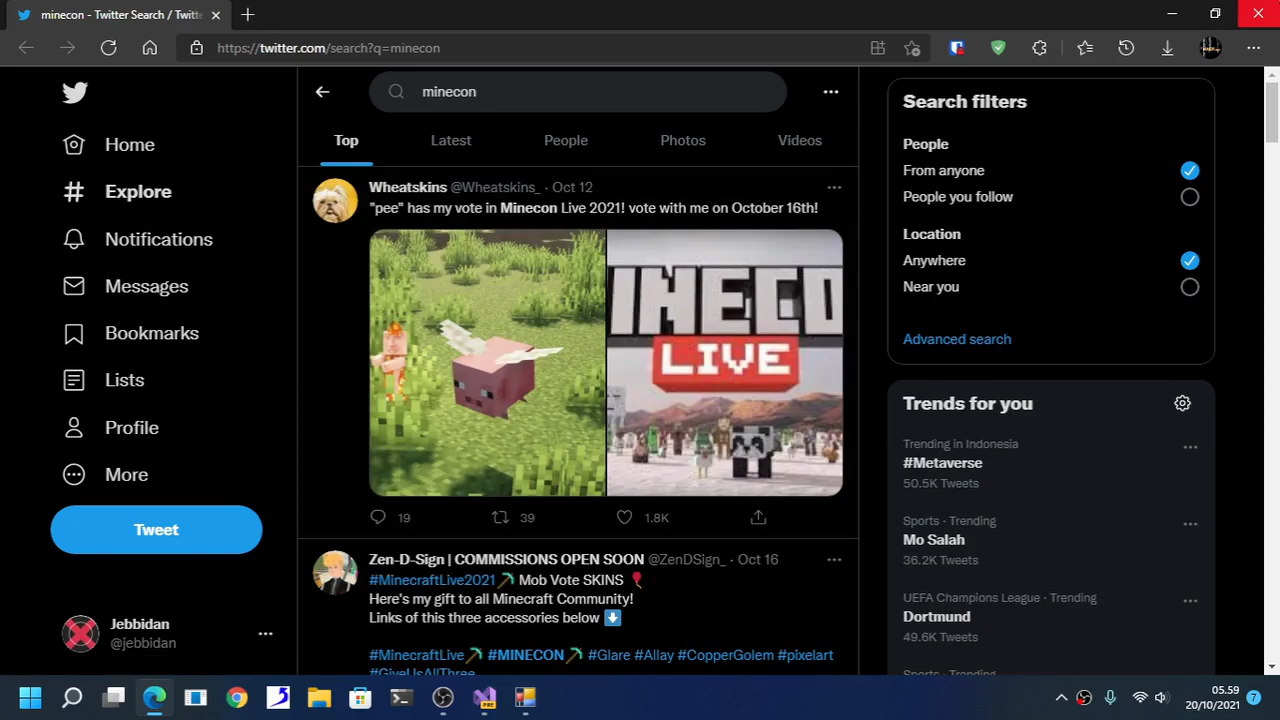 minecon - Twitter Search / Twitte
https://twitter.com/search?q=minecon
minecon
Top
Latest
People
Photos
Videos
Home
Explore
Notifications
Messages
Bookmarks
Lists
Profile
More
Tweet
Jebbidan
@jebbidan
Wheatskins @Wheatskins_ · Oct 12
"pee" has my vote in Minecon Live 2021! vote with me on October 16th!
INECO
LIVE
19
39
1.8K
Zen-D-Sign | COMMISSIONS OPEN SOON @ZenDSign_ · Oct 16
#MinecraftLive2021 Mob Vote SKINS
Here's my gift to all Minecraft Community!
Links of this three accessories below
#MinecraftLive #MINECON #Glare #Allay #CopperGolem #pixelart
#GiveUsAllThree
Search filters
People
From anyone
People you follow
Location
Anywhere
Near you
Advanced search
Trends for you
Trending in Indonesia
#Metaverse
50.5K Tweets
Sports · Trending
Mo Salah
36.2K Tweets
UEFA Champions League · Trending
Dortmund
49.6K Tweets
Sports · Trending
PRE
05.59
20/10/2021
7